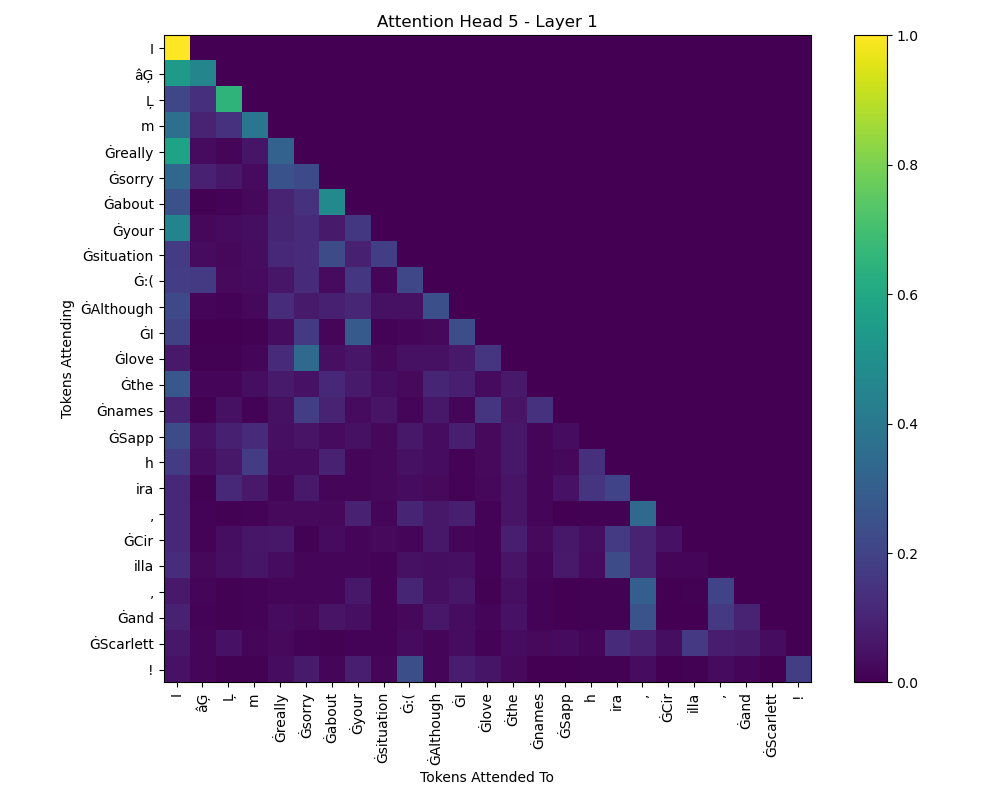 Attention Head 5 - Layer 1
I
âĢ
Ļ
m
Ġreally
Ġsorry
Ġabout
Ġyour
Ġsituation
Ġ:(
ĠAlthough
ĠI
Ġlove
Ġthe
Ġnames
ĠSapp
h
ira
,
ĠCir
illa
,
Ġand
ĠScarlett
!
Tokens Attending
I
âĢ
Ļ
m
Ġreally
Ġsorry
Ġabout
Ġyour
Ġsituation
Ġ:(
ĠAlthough
ĠI
Ġlove
Ġthe
Ġnames
ĠSapp
h
ira
,
ĠCir
illa
,
Ġand
ĠScarlett
!
Tokens Attended To
1.0
0.8
0.6
0.4
0.2
0.0